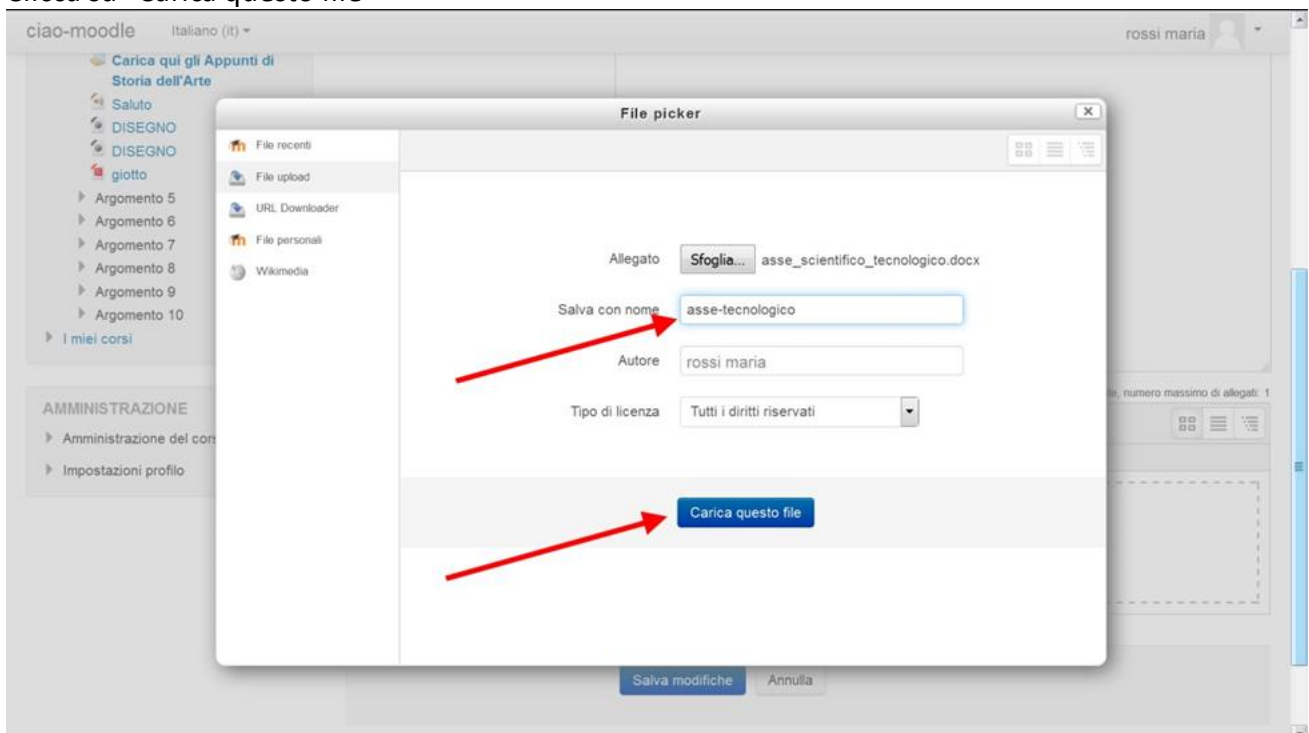 Clicca su "Carica questo file"
ciao-moodle Italiano (it)
rossi maria
Carica qui gli Appunti di
Storia dell'Arte
Saluto
DISEGNO
DISEGNO
giotto
Argomento 5
Argomento 6
Argomento 7
Argomento 8
Argomento 9
Argomento 10
I miei corsi
AMMINISTRAZIONE
Amministrazione del
Impostazioni profilo
File picker
File recenti
File upload
URL Downloader
File personali
Wikimedia
Allegato Sfoglia... asse_scientifico_tecnologico.docx
Salva con nome asse-tecnologico
Autore rossi maria
Tipo di licenza Tutti i diritti riservati
Carica questo file
numero massimo di allegati: 1
Salva modifiche Annulla